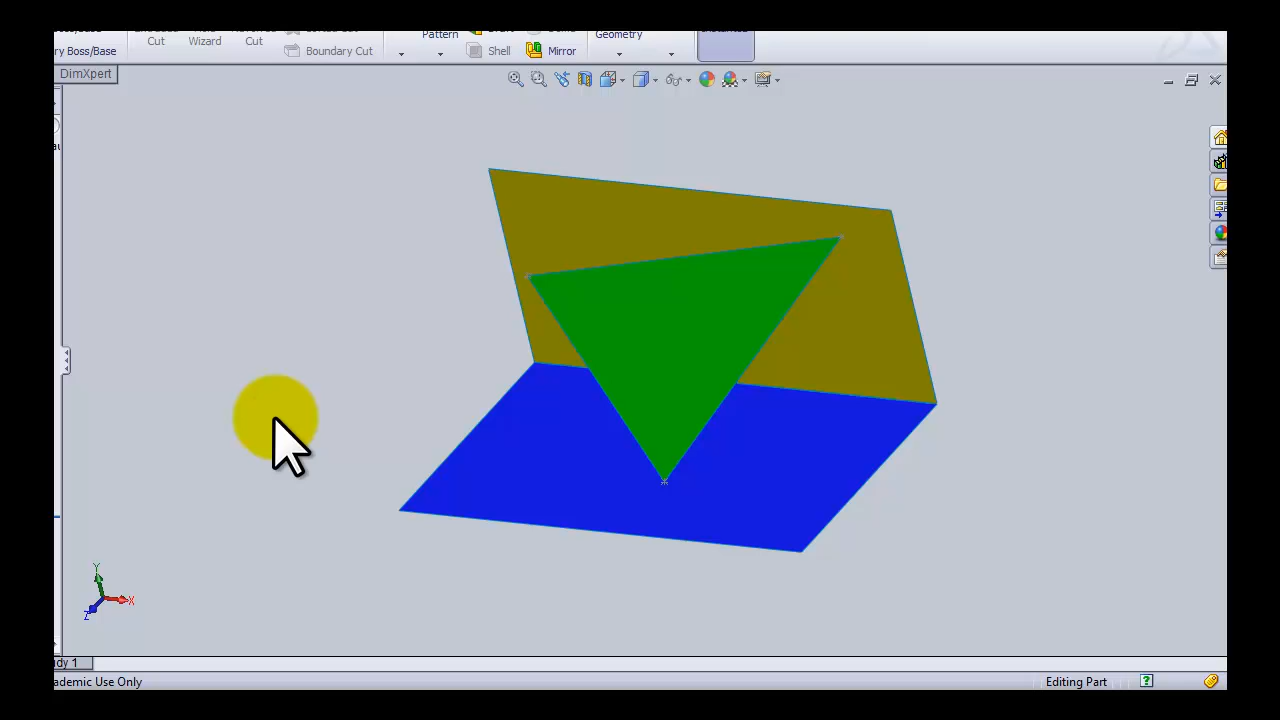 Pattern
Geometry
ry Boss/Base
Cut
Wizard
Cut
Boundary Cut
Shell
Mirror
DimXpert
Y
X
Z
dy 1
ademic Use Only
Editing Part
?